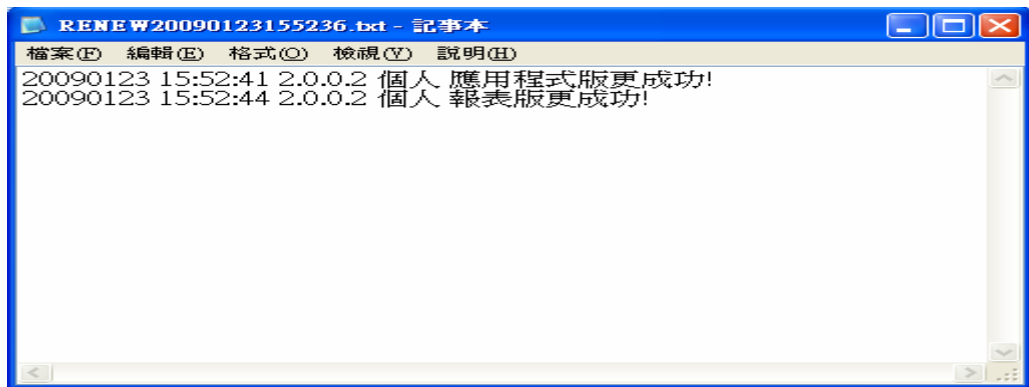 RENEW20090123155236.txt - 記事本
檔案(F) 編輯(E) 格式(O) 檢視(V) 說明(H)
20090123 15:52:41 2.0.0.2 個人 應用程式版更成功!
20090123 15:52:44 2.0.0.2 個人 報表版更成功!